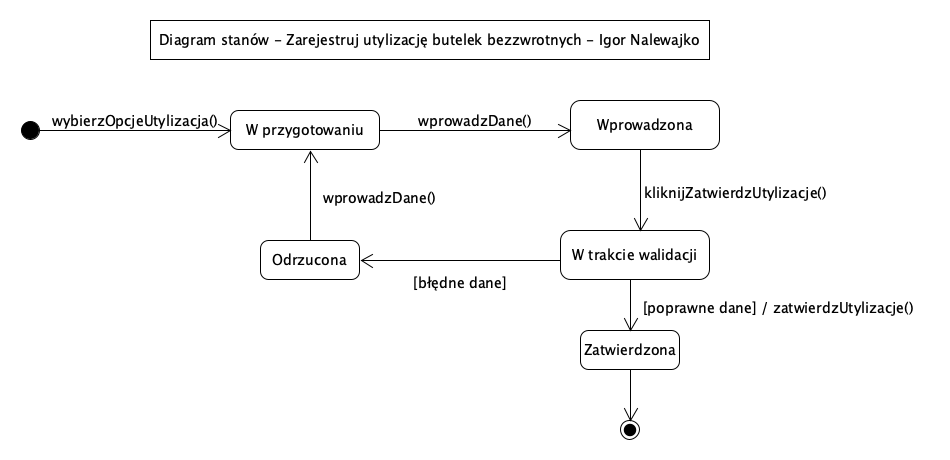 Diagram stanów - Zarejestruj utylizację butelek bezzwrotnych - Igor Nalewajko
wybierzOpcjeUtylizacja()
W przygotowaniu
wprowadzDane()
Wprowadzona
wprowadzDane()
kliknijZatwierdzUtylizacje()
Odrzucona
[błędne dane]
W trakcie walidacji
[poprawne dane] / zatwierdzUtylizacje()
Zatwierdzona